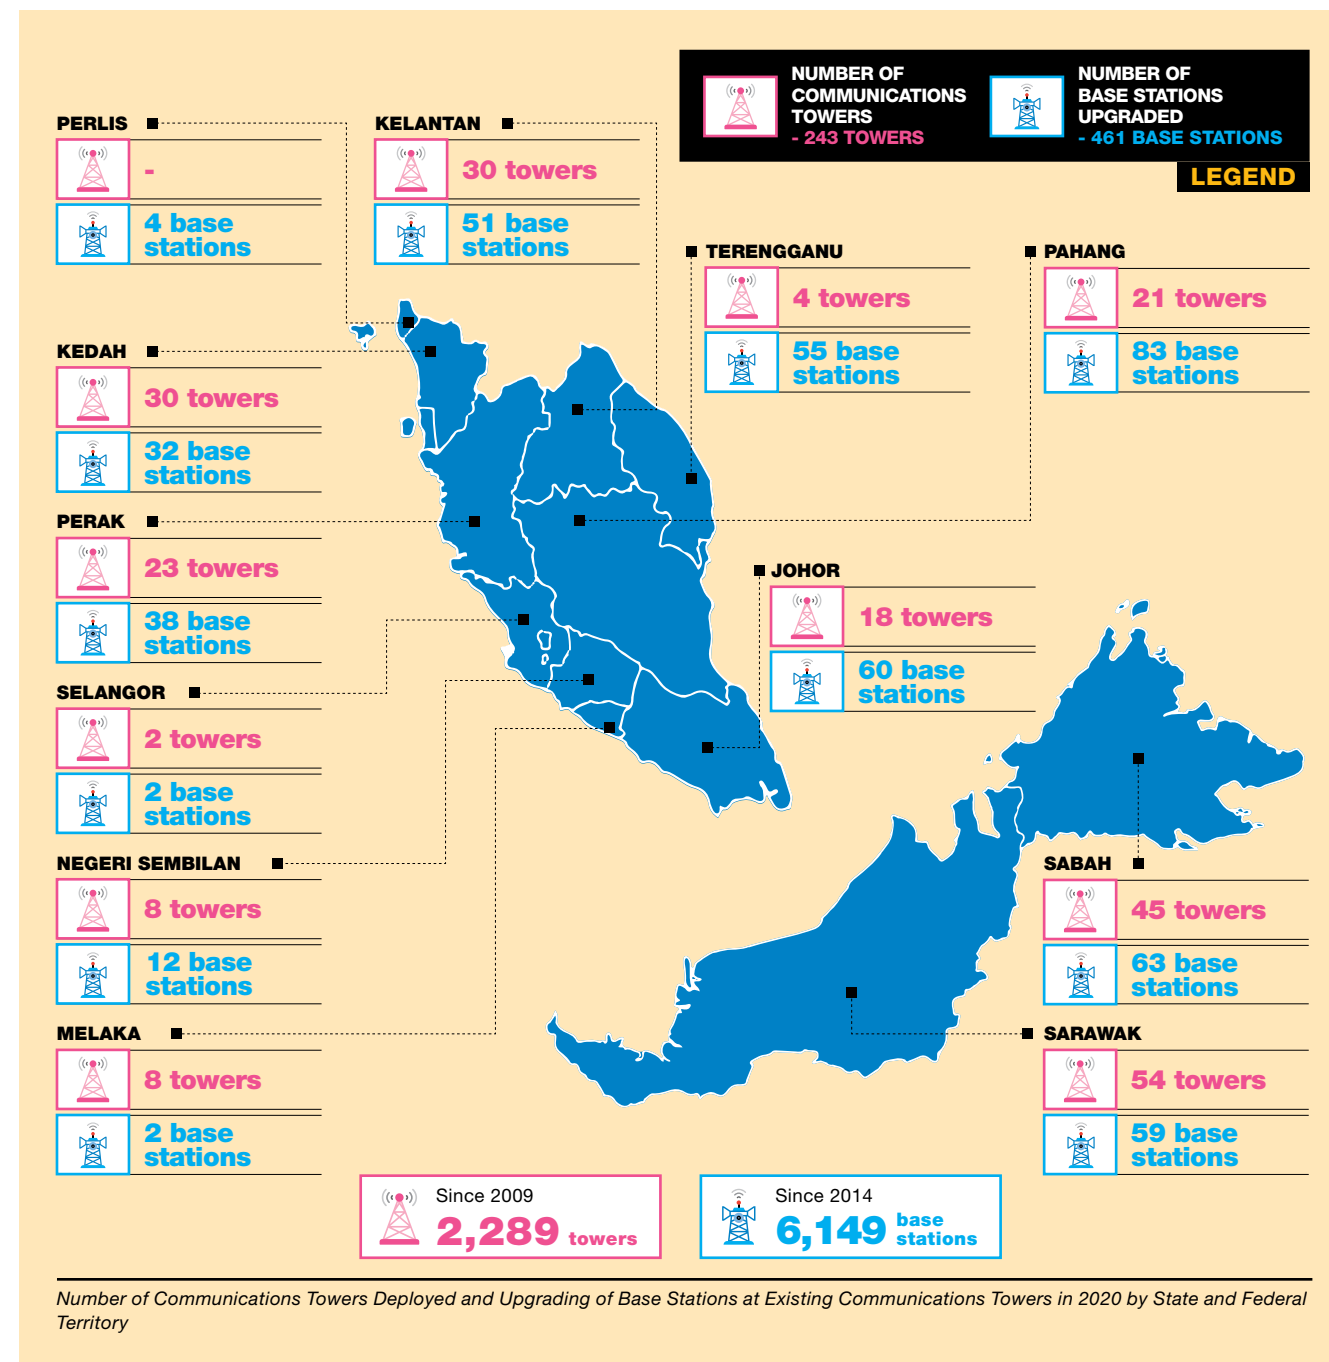 NUMBER OF
COMMUNICATIONS
TOWERS
- 243 TOWERS
NUMBER OF
BASE STATIONS
UPGRADED
- 461 BASE STATIONS
LEGEND
PERLIS
-
4 base
stations
KELANTAN
30 towers
51 base
stations
TERENGGANU
4 towers
55 base
stations
PAHANG
21 towers
83 base
stations
KEDAH
30 towers
32 base
stations
PERAK
23 towers
38 base
stations
JOHOR
18 towers
60 base
stations
SELANGOR
2 towers
2 base
stations
NEGERI SEMBILAN
8 towers
12 base
stations
SABAH
45 towers
63 base
stations
MELAKA
8 towers
2 base
stations
SARAWAK
54 towers
59 base
stations
Since 2009
2,289 towers
Since 2014
6,149 base
stations
Number of Communications Towers Deployed and Upgrading of Base Stations at Existing Communications Towers in 2020 by State and Federal
Territory